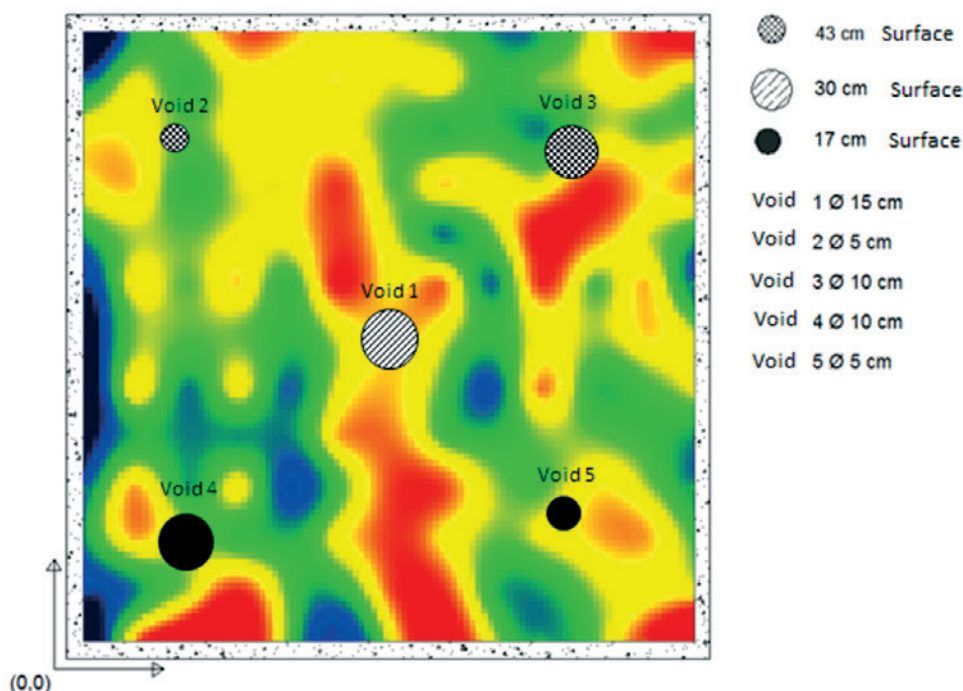 43 cm Surface
Void 2
Void 3
30 cm Surface
17 cm Surface
Void 1 Ø 15 cm
Void 2 Ø 5 cm
Void 3 Ø 10 cm
Void 1
Void 4 Ø 10 cm
Void 5 Ø 5 cm
Void 5
Void 4
(0,0)